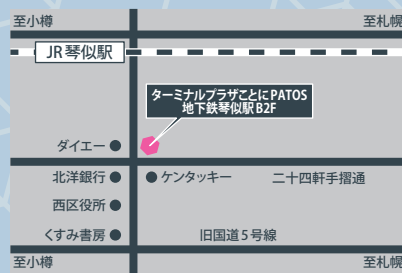 至小樽
至札幌
JR琴似駅
ターミナルプラザことにPATOS
地下鉄琴似駅B2F
ダイエー
北洋銀行
ケンタッキー
二十四軒手摺通
西区役所
くすみ書房
旧国道5号線
至小樽
至札幌